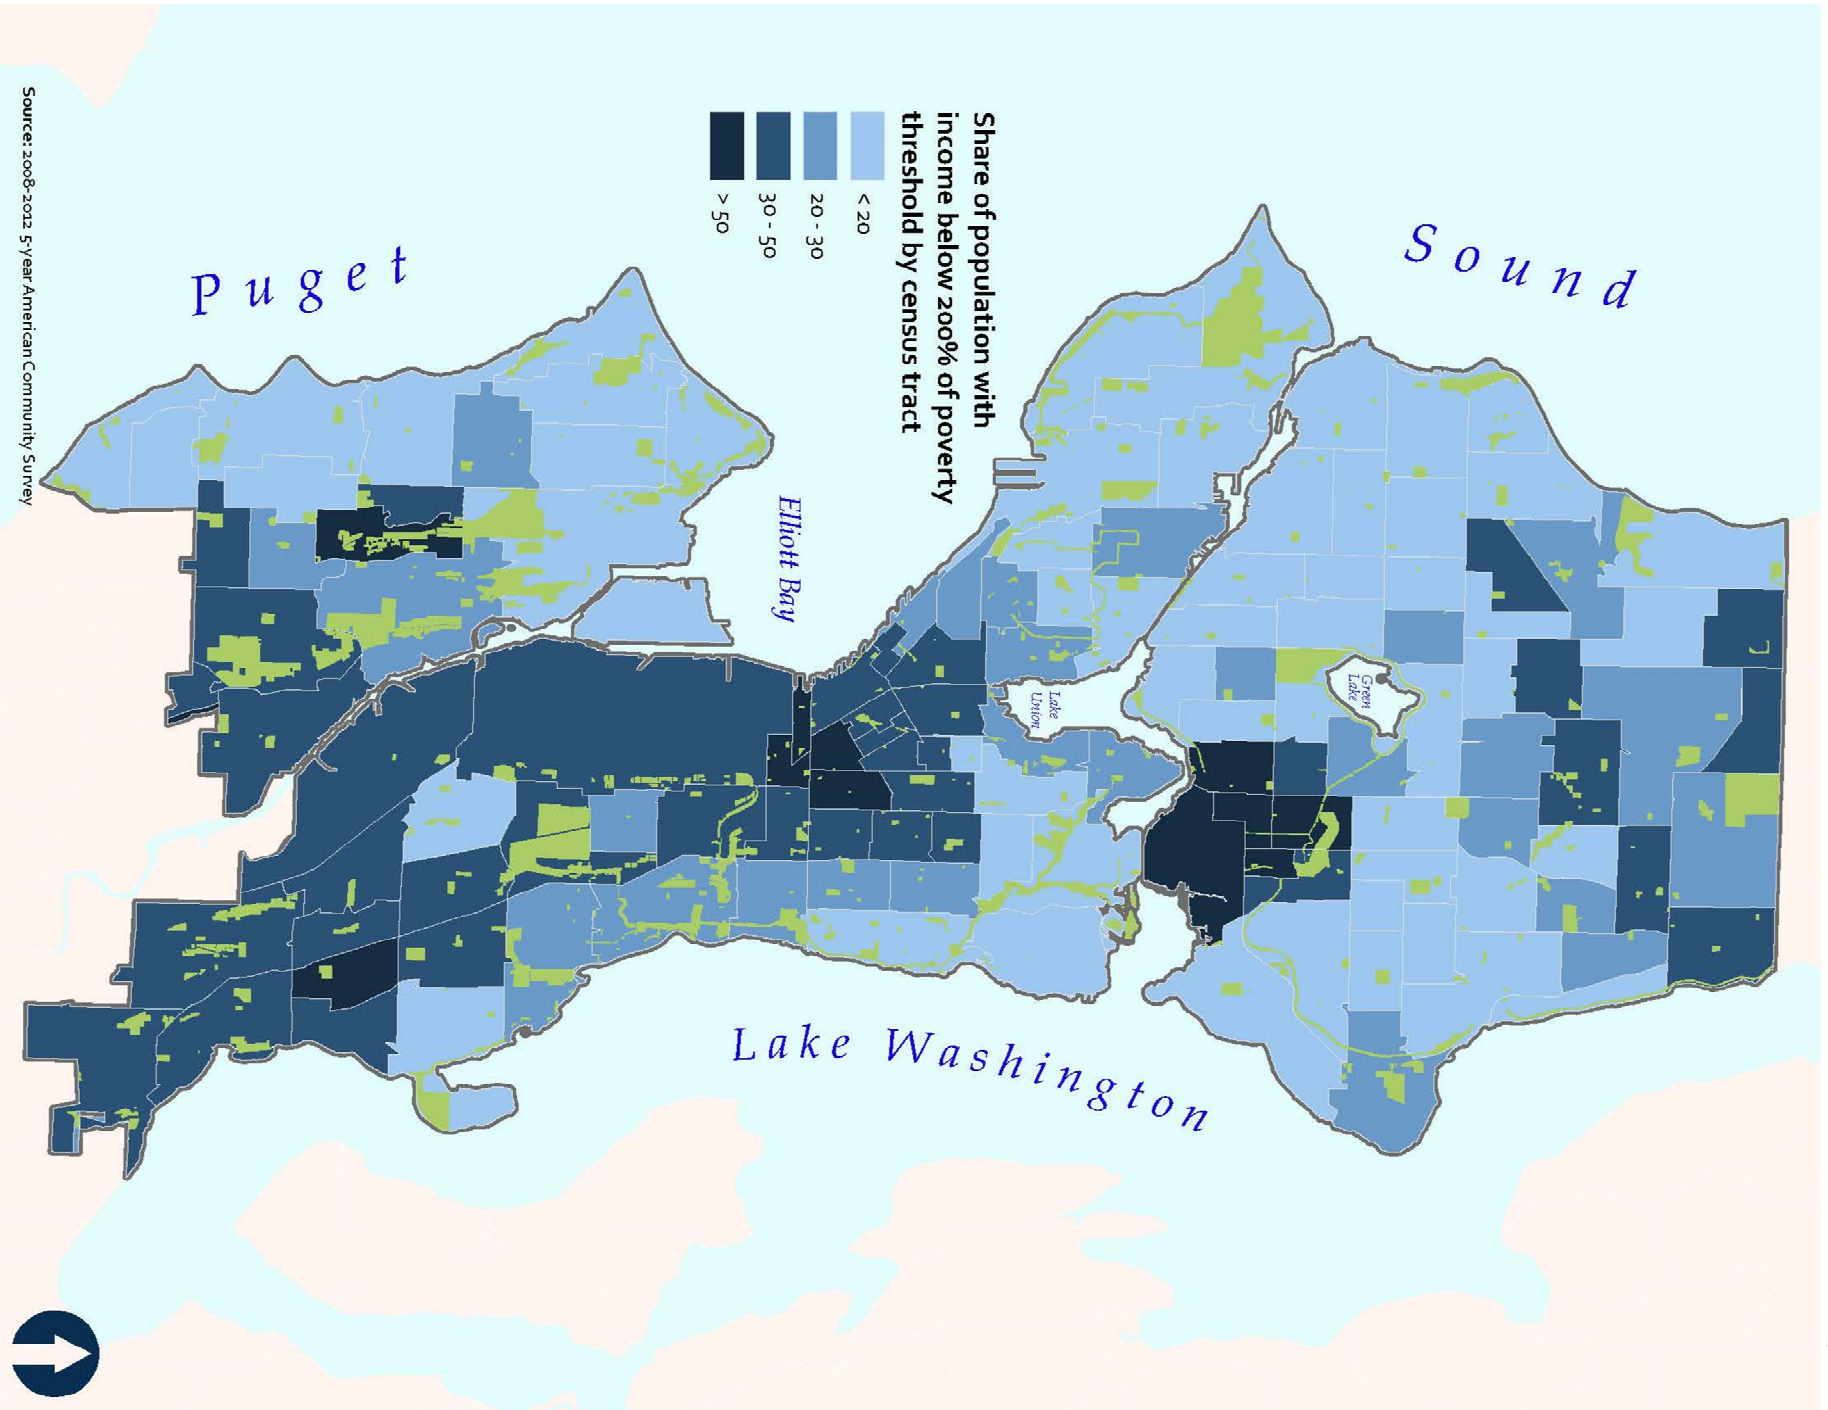 Share of population with
income below 200% of poverty
threshold by census tract
< 20
20 - 30
30 - 50
> 50
Sound
Puget
Elliott Bay
Green
Lake
Lake
Union
Lake Washington
Source: 2008-2012 5-year American Community Survey